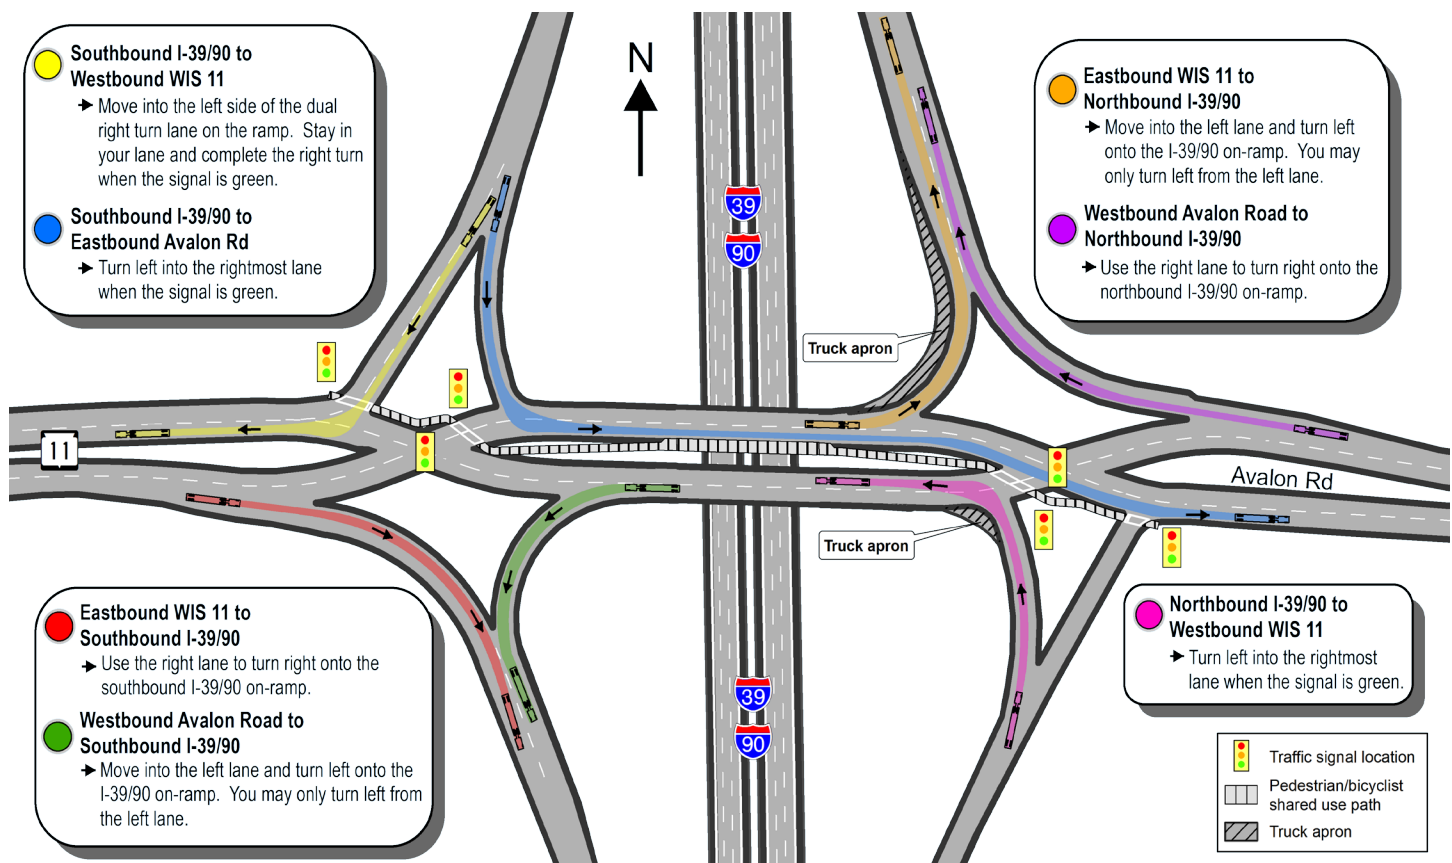 Southbound I-39/90 to
Westbound WIS 11
Move into the left side of the dual
right turn lane on the ramp. Stay in
your lane and complete the right turn
when the signal is green.
Southbound I-39/90 to
Eastbound Avalon Rd
Turn left into the rightmost lane
when the signal is green.
N
39
90
Eastbound WIS 11 to
Northbound I-39/90
Move into the left lane and turn left
onto the I-39/90 on-ramp. You may
only turn left from the left lane.
Westbound Avalon Road to
Northbound I-39/90
Use the right lane to turn right onto the
northbound I-39/90 on-ramp.
Truck apron
11
Avalon Rd
Truck apron
Eastbound WIS 11 to
Southbound I-39/90
Use the right lane to turn right onto the
southbound I-39/90 on-ramp.
Westbound Avalon Road to
Southbound I-39/90
Move into the left lane and turn left onto the
I-39/90 on-ramp. You may only turn left from
the left lane.
39
90
Northbound I-39/90 to
Westbound WIS 11
Turn left into the rightmost
lane when the signal is green.
Traffic signal location
Pedestrian/bicyclist
shared use path
Truck apron